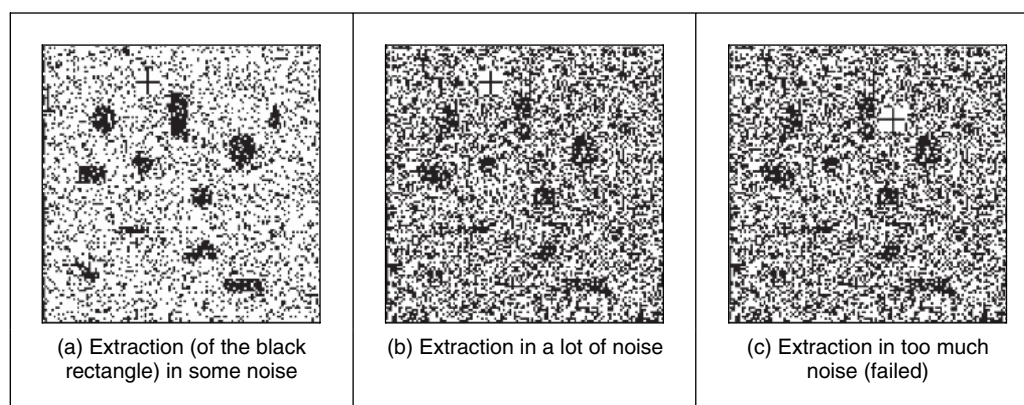 (a) Extraction (of the black
rectangle) in some noise
(b) Extraction in a lot of noise
(c) Extraction in too much
noise (failed)